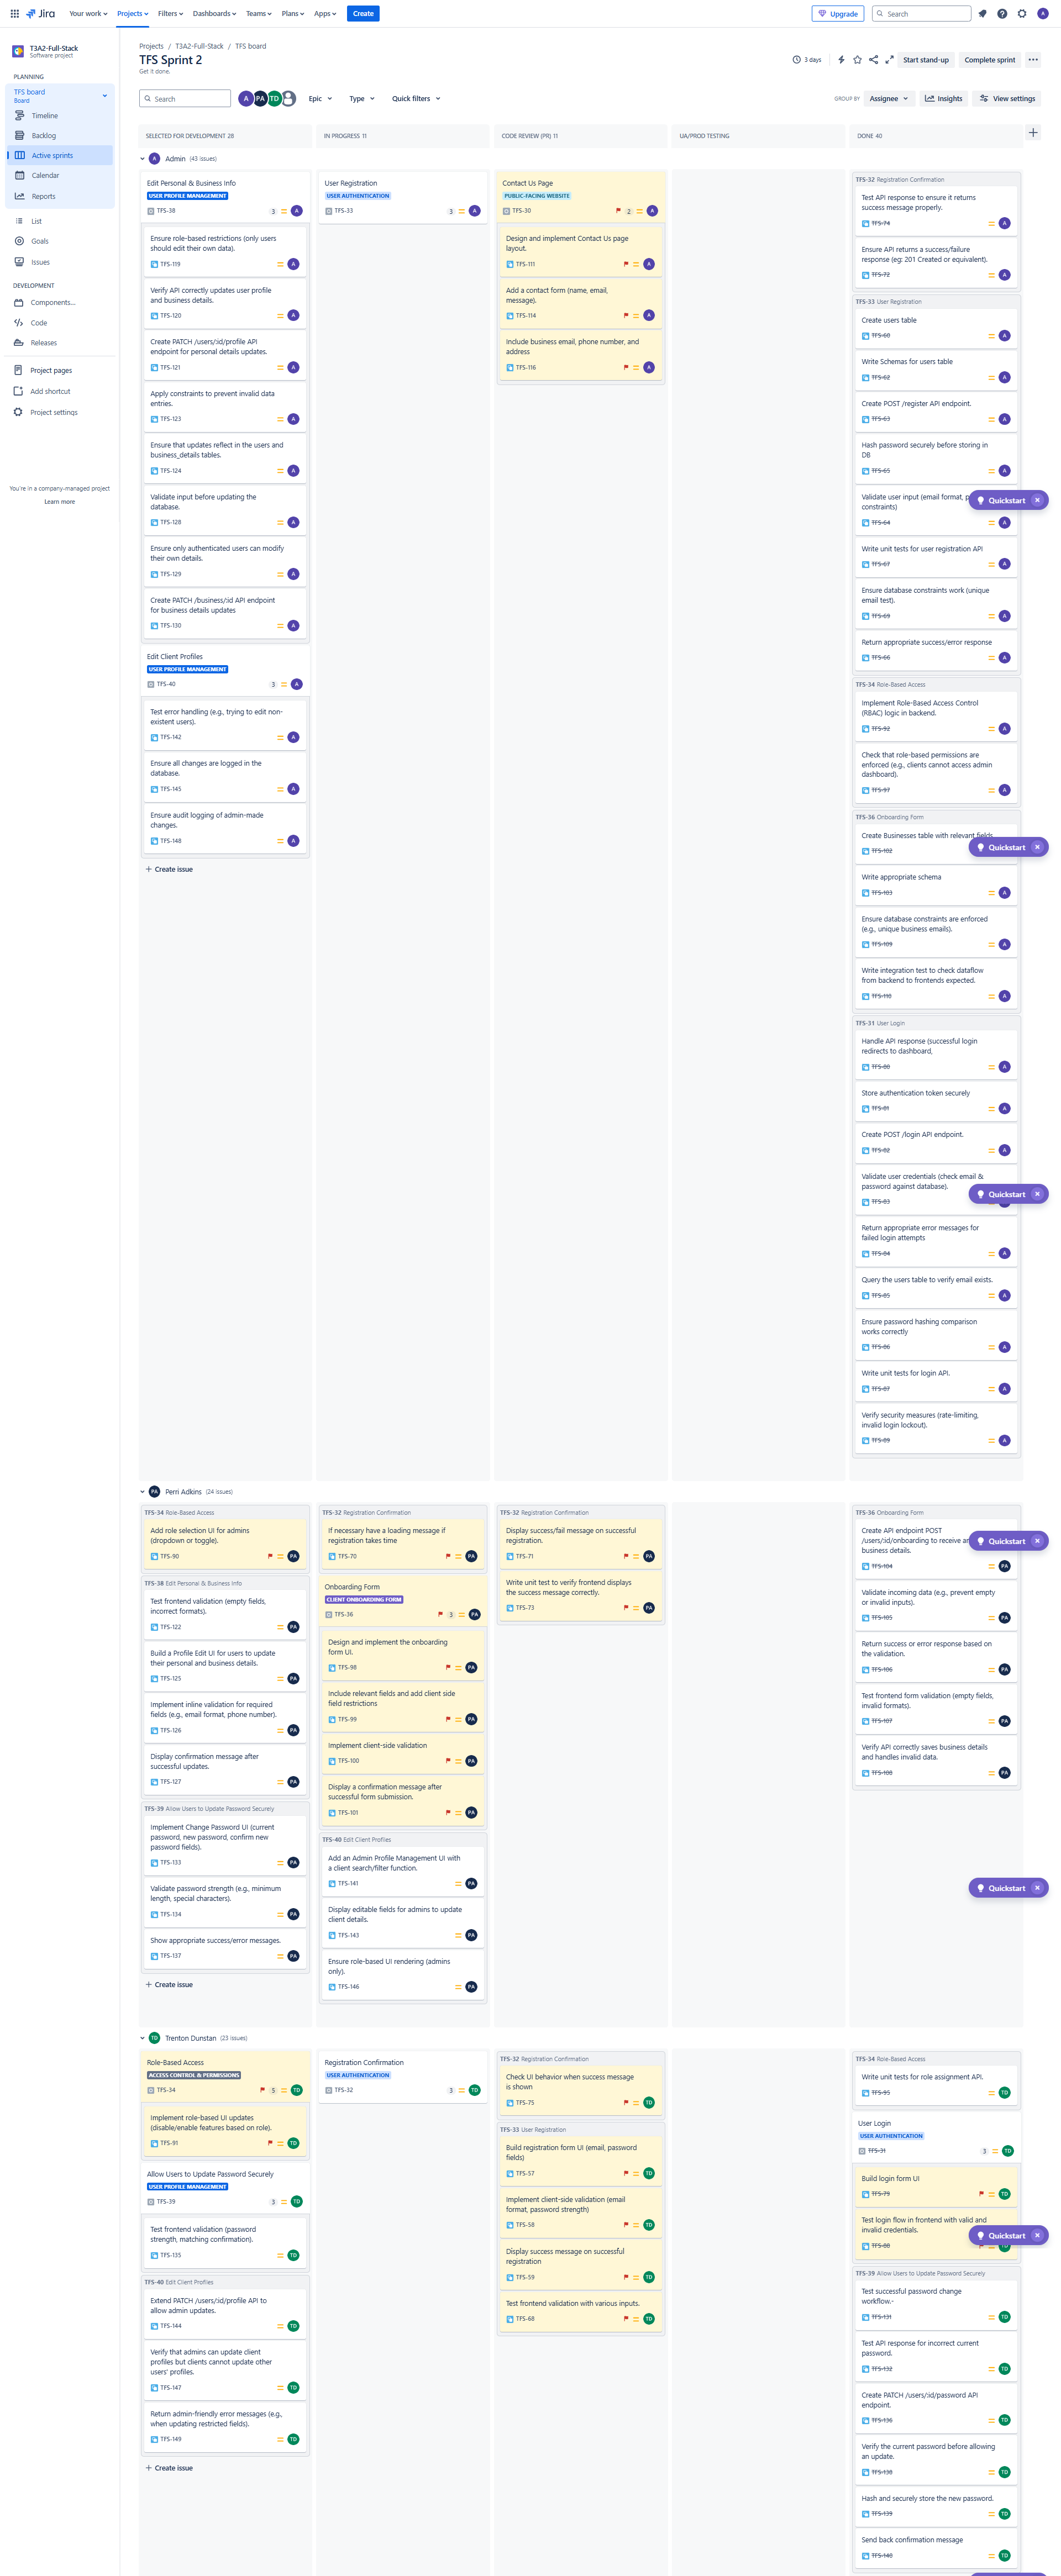 Jira
Your work
Projects
Filters
Dashboards
Teams
Plans
Apps
Create
Upgrade
Search
A
T3A2-Full-Stack
Software project
PLANNING
TFS board
Board
Timeline
Backlog
Active sprints
Calendar
Reports
List
Goals
Issues
DEVELOPMENT
Components...
Code
Releases
Project pages
Add shortcut
Project settings
You're in a company-managed project
Learn more
Projects / T3A2-Full-Stack / TFS board
TFS Sprint 2
Get it done.
3 days
Start stand-up
Complete sprint
Search
A PA TD
Epic
Type
Quick filters
GROUP BY
Assignee
Insights
View settings
SELECTED FOR DEVELOPMENT 28
IN PROGRESS 11
CODE REVIEW (PR) 11
UA/PROD TESTING
DONE 40
A Admin (43 issues)
Edit Personal & Business Info
USER PROFILE MANAGEMENT
TFS-38 3 A
Ensure role-based restrictions (only users
should edit their own data).
TFS-119 A
Verify API correctly updates user profile
and business details.
TFS-120 A
Create PATCH /users/:id/profile API
endpoint for personal details updates.
TFS-121 A
Apply constraints to prevent invalid data
entries.
TFS-123 A
Ensure that updates reflect in the users and
business_details tables.
TFS-124 A
Validate input before updating the
database.
TFS-128 A
Ensure only authenticated users can modify
their own details.
TFS-129 A
Create PATCH /business/:id API endpoint
for business details updates
TFS-130 A
Edit Client Profiles
USER PROFILE MANAGEMENT
TFS-40 3 A
Test error handling (e.g., trying to edit non-
existent users).
TFS-142 A
Ensure all changes are logged in the
database.
TFS-145 A
Ensure audit logging of admin-made
changes.
TFS-148 A
Create issue
User Registration
USER AUTHENTICATION
TFS-33 3 A
Contact Us Page
PUBLIC-FACING WEBSITE
TFS-30 2 A
Design and implement Contact Us page
layout.
TFS-111 A
Add a contact form (name, email,
message).
TFS-114 A
Include business email, phone number, and
address
TFS-116 A
TFS-32 Registration Confirmation
Test API response to ensure it returns
success message properly.
TFS-74 A
Ensure API returns a success/failure
response (eg: 201 Created or equivalent).
TFS-72 A
TFS-33 User Registration
Create users table
TFS-60 A
Write Schemas for users table
TFS-62 A
Create POST /register API endpoint.
TFS-63 A
Hash password securely before storing in
DB
TFS-65 A
Validate user input (email format,
constraints)
TFS-64 A
Quickstart
Write unit tests for user registration API
TFS-67 A
Ensure database constraints work (unique
email test).
TFS-69 A
Return appropriate success/error response
TFS-66 A
TFS-34 Role-Based Access
Implement Role-Based Access Control
(RBAC) logic in backend.
TFS-92 A
Check that role-based permissions are
enforced (e.g., clients cannot access admin
dashboard).
TFS-97 A
TFS-36 Onboarding Form
Create Businesses table with relevant fields
TFS-102
Quickstart
Write appropriate schema
TFS-103 A
Ensure database constraints are enforced
(e.g., unique business emails).
TFS-109 A
Write integration test to check dataflow
from backend to frontends expected.
TFS-110 A
TFS-31 User Login
Handle API response (successful login
redirects to dashboard,
TFS-80 A
Store authentication token securely
TFS-81 A
Create POST /login API endpoint.
TFS-82 A
Validate user credentials (check email &
password against database).
TFS-83
Quickstart
Return appropriate error messages for
failed login attempts
TFS-84 A
Query the users table to verify email exists.
TFS-85 A
Ensure password hashing comparison
works correctly
TFS-86 A
Write unit tests for login API.
TFS-87 A
Verify security measures (rate-limiting,
invalid login lockout).
TFS-89 A
PA Perri Adkins (24 issues)
TFS-34 Role-Based Access
Add role selection UI for admins
(dropdown or toggle).
TFS-90 PA
TFS-38 Edit Personal & Business Info
Test frontend validation (empty fields,
incorrect formats).
TFS-122 PA
Build a Profile Edit UI for users to update
their personal and business details.
TFS-125 PA
Implement inline validation for required
fields (e.g., email format, phone number).
TFS-126 PA
Display confirmation message after
successful updates.
TFS-127 PA
TFS-39 Allow Users to Update Password Securely
Implement Change Password UI (current
password, new password, confirm new
password fields).
TFS-133 PA
Validate password strength (e.g., minimum
length, special characters).
TFS-134 PA
Show appropriate success/error messages.
TFS-137 PA
Create issue
TFS-32 Registration Confirmation
If necessary have a loading message if
registration takes time
TFS-70 PA
Onboarding Form
CLIENT ONBOARDING FORM
TFS-36 3 PA
Design and implement the onboarding
form UI.
TFS-98 PA
Include relevant fields and add client side
field restrictions
TFS-99 PA
Implement client-side validation
TFS-100 PA
Display a confirmation message after
successful form submission.
TFS-101 PA
TFS-40 Edit Client Profiles
Add an Admin Profile Management UI with
a client search/filter function.
TFS-141 PA
Display editable fields for admins to update
client details.
TFS-143 PA
Ensure role-based UI rendering (admins
only).
TFS-146 PA
TFS-32 Registration Confirmation
Display success/fail message on successful
registration.
TFS-71 PA
Write unit test to verify frontend displays
the success message correctly.
TFS-73 PA
TFS-36 Onboarding Form
Create API endpoint POST
/users/:id/onboarding to receive
business details.
TFS-104 PA
Quickstart
Validate incoming data (e.g., prevent empty
or invalid inputs).
TFS-105 PA
Return success or error response based on
the validation.
TFS-106 PA
Test frontend form validation (empty fields,
invalid formats).
TFS-107 PA
Verify API correctly saves business details
and handles invalid data.
TFS-108 PA
Quickstart
TD Trenton Dunstan (23 issues)
Role-Based Access
ACCESS CONTROL & PERMISSIONS
TFS-34 5 TD
Implement role-based UI updates
(disable/enable features based on role).
TFS-91 TD
Allow Users to Update Password Securely
USER PROFILE MANAGEMENT
TFS-39 3 TD
Test frontend validation (password
strength, matching confirmation).
TFS-135 TD
TFS-40 Edit Client Profiles
Extend PATCH /users/:id/profile API to
allow admin updates.
TFS-144 TD
Verify that admins can update client
profiles but clients cannot update other
users' profiles.
TFS-147 TD
Return admin-friendly error messages (e.g.,
when updating restricted fields).
TFS-149 TD
Create issue
Registration Confirmation
USER AUTHENTICATION
TFS-32 3 TD
TFS-32 Registration Confirmation
Check UI behavior when success message
is shown
TFS-75 TD
TFS-33 User Registration
Build registration form UI (email, password
fields)
TFS-57 TD
Implement client-side validation (email
format, password strength)
TFS-58 TD
Display success message on successful
registration
TFS-59 TD
Test frontend validation with various inputs.
TFS-68 TD
TFS-34 Role-Based Access
Write unit tests for role assignment API.
TFS-95 TD
User Login
USER AUTHENTICATION
TFS-31 3 TD
Build login form UI
TFS-79 TD
Test login flow in frontend with valid and
invalid credentials.
TFS-88 TD
Quickstart
TFS-39 Allow Users to Update Password Securely
Test successful password change
workflow.-
TFS-131 TD
Test API response for incorrect current
password.
TFS-132 TD
Create PATCH /users/:id/password API
endpoint.
TFS-136 TD
Verify the current password before allowing
an update.
TFS-138 TD
Hash and securely store the new password.
TFS-139 TD
Send back confirmation message
TFS-140 TD